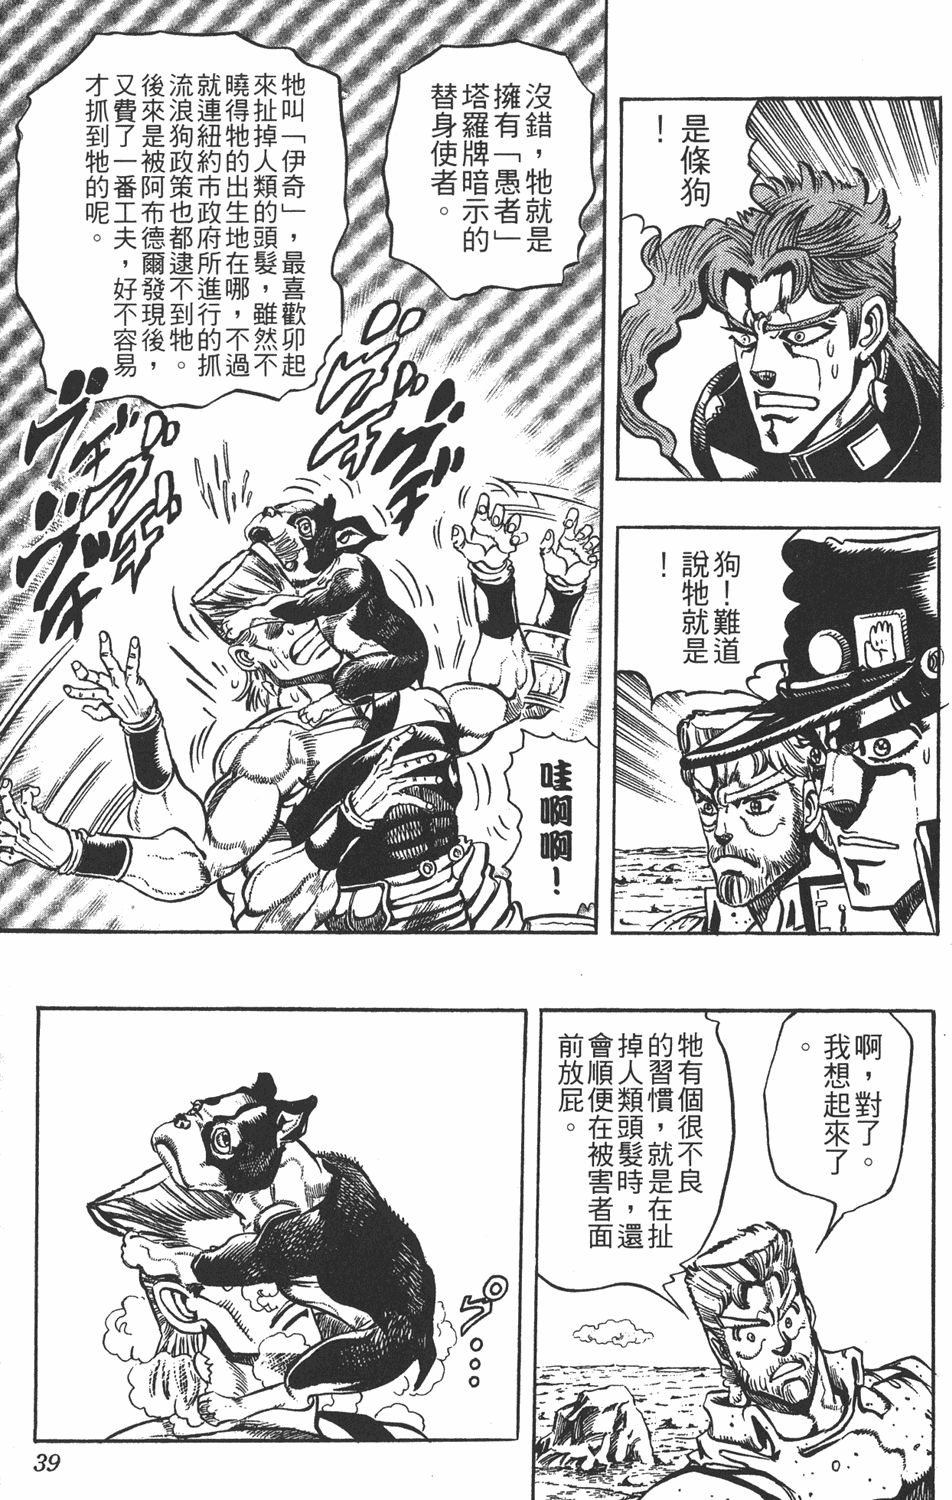 是條狗
！
狗！難道
說牠就是
！
沒錯，牠就是
擁有「愚者」
塔羅牌暗示的
替身使者。
牠叫「伊奇」，最喜歡卯起
來扯掉人類的頭髮，雖然不
曉得牠的出生地在哪，不過
就連紐約市政府所進行的抓
流浪狗政策也都逮不到牠。
後來是被阿布德爾發現後，
又費了一番工夫，好不容易
才抓到牠的呢。
哇啊啊！
啊，對了。
我想起來了
。
牠有個很不良
的習慣，就是在扯
掉人類頭髮時，還
會順便在被害者面
前放屁。
プ。。。
39